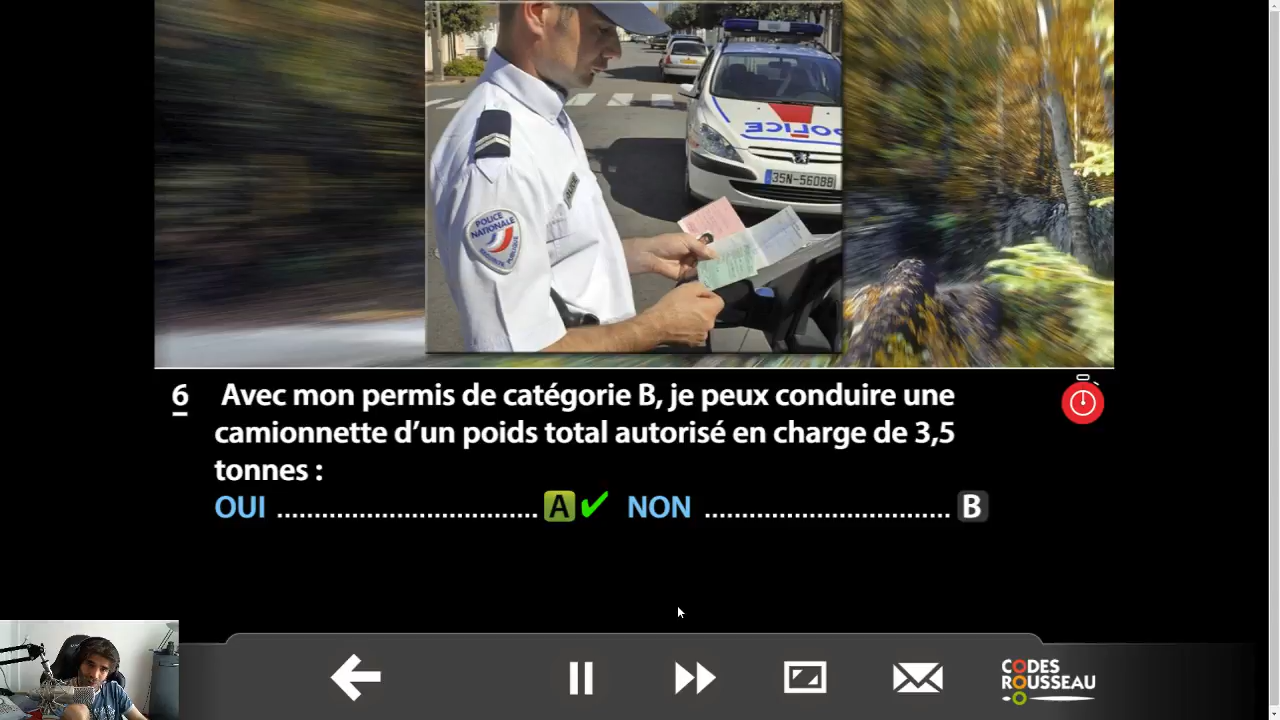 POLICE
35N-56088
POLICE
NATIONALE
6 Avec mon permis de catégorie B, je peux conduire une
camionnette d’un poids total autorisé en charge de 3,5
tonnes :
OUI .................................. A ✔ NON ................................ B
CODES
ROUSSEAU